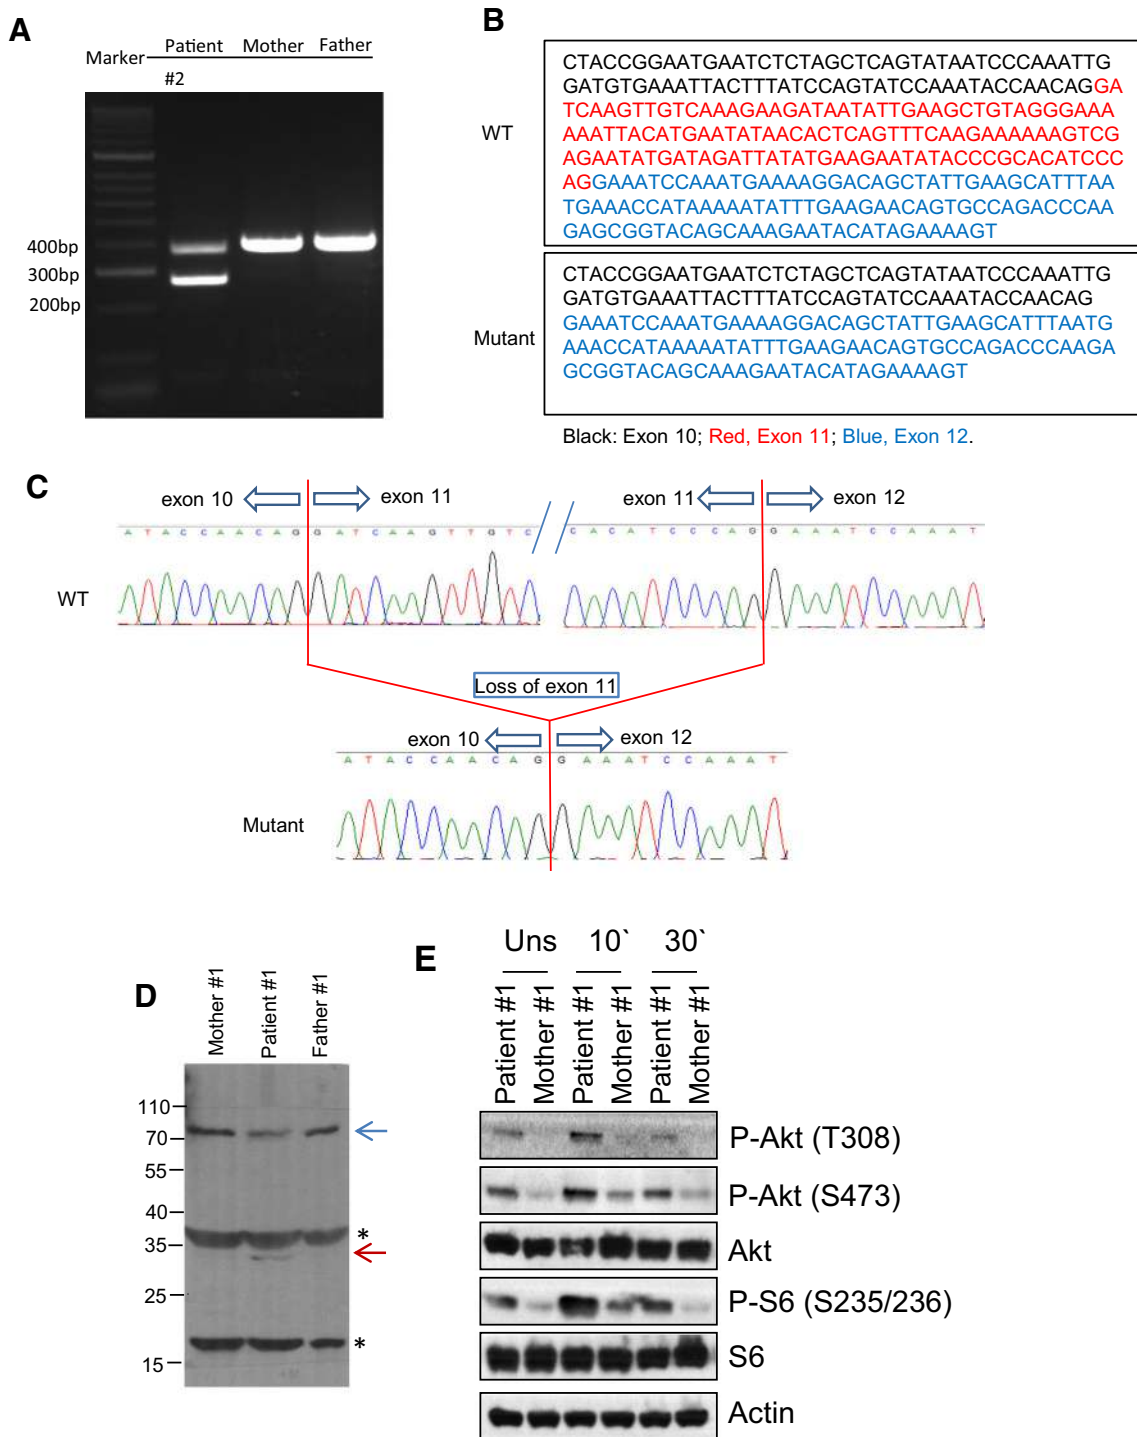 A
Marker
Patient
Mother
Father
#2
400bp
300bp
200bp
B
WT
CTACCGGAATGAATCTCTAGCTCAGTATAATCCCAAATTG
GATGTGAAATTACTTTATCCAGTATCCAAATACCAACAGGA
TCAAGTTGTCAAAGAAGATAATATTGAAGCTGTAGGGAAA
AAATTACATGAATATAACACTCAGTTTCAAGAAAAAAGTCG
AGAATATGATAGATTATATGAAGAATATACCCGCACATCCC
AGGAAATCCAAATGAAAAGGACAGCTATTGAAGCATTTAA
TGAAACCATAAAAATATTTGAAGAACAGTGCCAGACCCAA
GAGCGGTACAGCAAAGAATACATAGAAAAGT
Mutant
CTACCGGAATGAATCTCTAGCTCAGTATAATCCCAAATTG
GATGTGAAATTACTTTATCCAGTATCCAAATACCAACAG
GAAATCCAAATGAAAAGGACAGCTATTGAAGCATTTAATG
AAACCATAAAAATATTTGAAGAACAGTGCCAGACCCAAGA
GCGGTACAGCAAAGAATACATAGAAAAGT
Black: Exon 10; Red, Exon 11; Blue, Exon 12.
C
exon 10
exon 11
exon 11
exon 12
ATACCAACAGGATCAAGTTGTC
CACATCCCAGGAAATCCAAAT
WT
Loss of exon 11
exon 10
exon 12
ATACCAACAGGAAATCCAAAT
Mutant
D
Mother #1
Patient #1
Father #1
110
70
55
40
35
25
15
*
*
E
Uns
10`
30`
Patient #1
Mother #1
Patient #1
Mother #1
Patient #1
Mother #1
P-Akt (T308)
P-Akt (S473)
Akt
P-S6 (S235/236)
S6
Actin